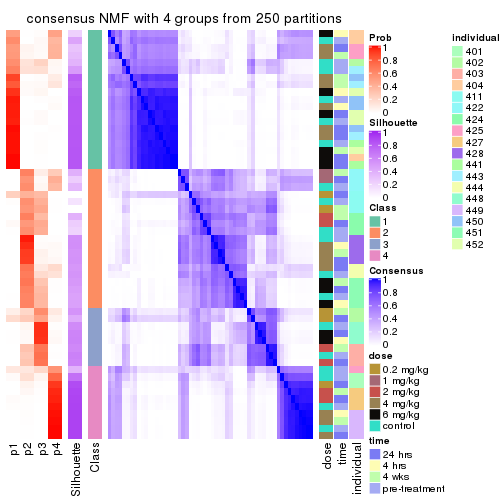 consensus NMF with 4 groups from 250 partitions
Prob
1
0.8
0.6
0.4
0.2
0
Silhouette
1
0.8
0.6
0.4
0.2
0
Class
1
2
3
4
Consensus
1
0.8
0.6
0.4
0.2
0
dose
0.2 mg/kg
1 mg/kg
2 mg/kg
4 mg/kg
6 mg/kg
control
time
24 hrs
4 hrs
4 wks
pre-treatment
individual
401
402
403
404
411
422
424
425
427
428
441
443
444
448
449
450
451
452
p1
p2
p3
p4
Silhouette
Class
dose
time
individual